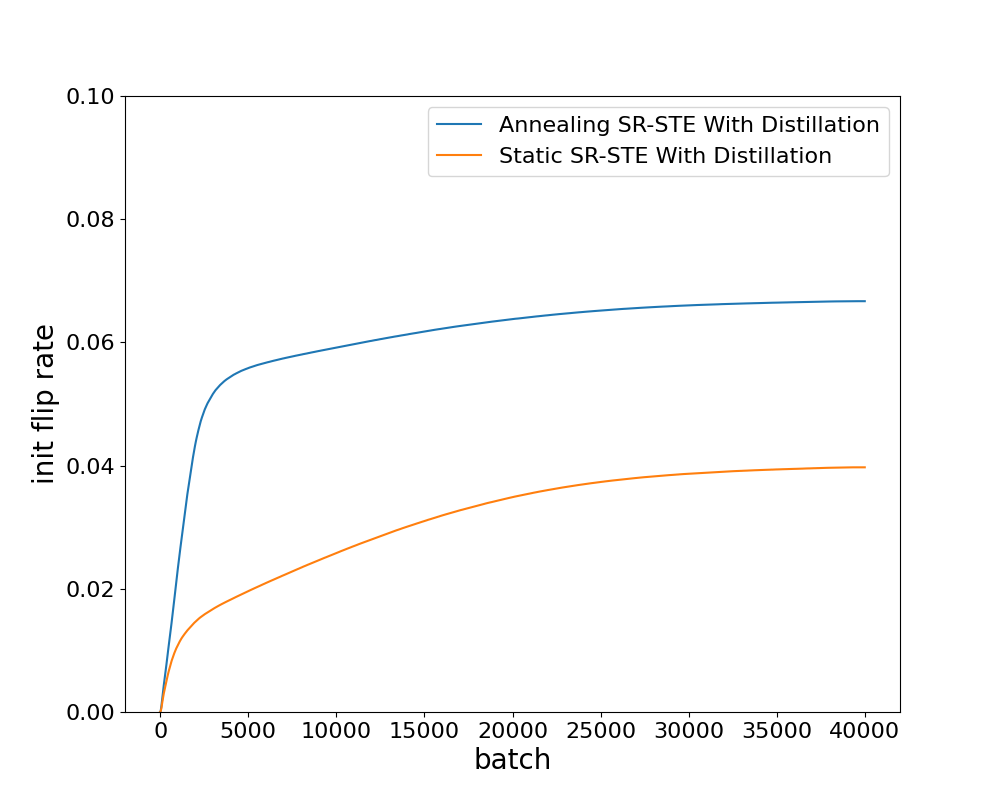 0.10
0.08
0.06
0.04
0.02
0.00
init flip rate
Annealing SR-STE With Distillation
Static SR-STE With Distillation
0 5000 10000 15000 20000 25000 30000 35000 40000
batch